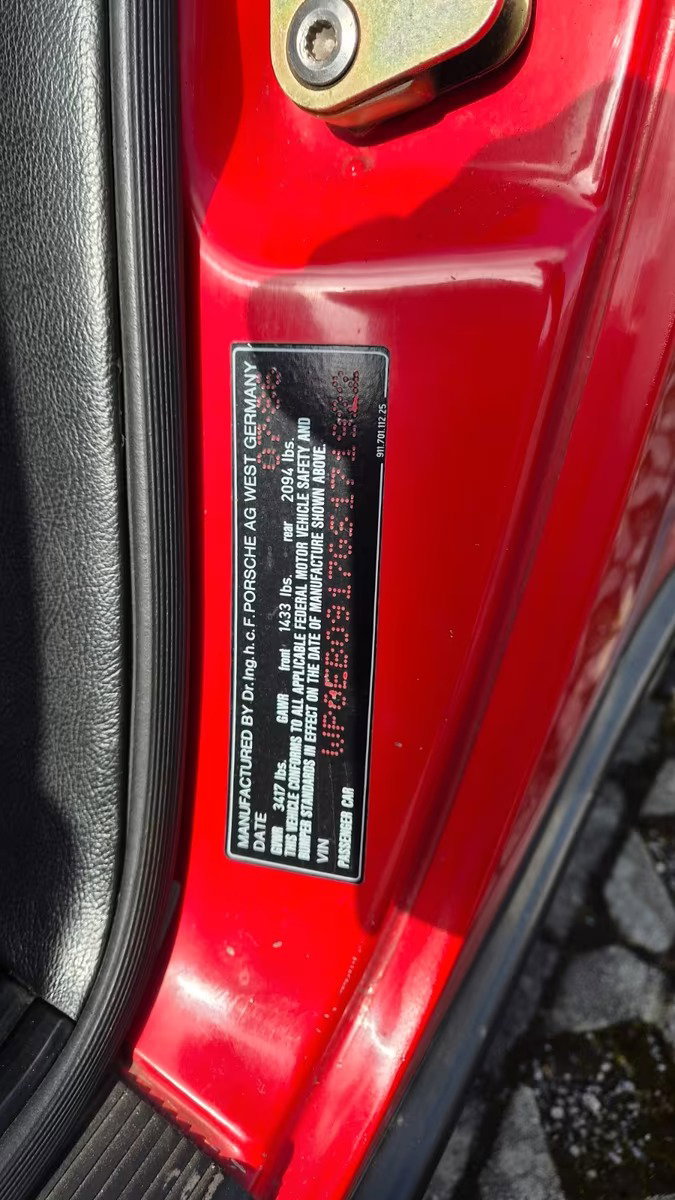 MANUFACTURED BY Dr. Ing. h. c. F. PORSCHE AG WEST GERMANY
DATE
GVWR 3417 lbs. GAWR front 1433 lbs. rear 2094 lbs.
THIS VEHICLE CONFORMS TO ALL APPLICABLE FEDERAL MOTOR VEHICLE SAFETY AND
BUMPER STANDARDS IN EFFECT ON THE DATE OF MANUFACTURE SHOWN ABOVE.
VIN
PASSENGER CAR
911.701.112.25